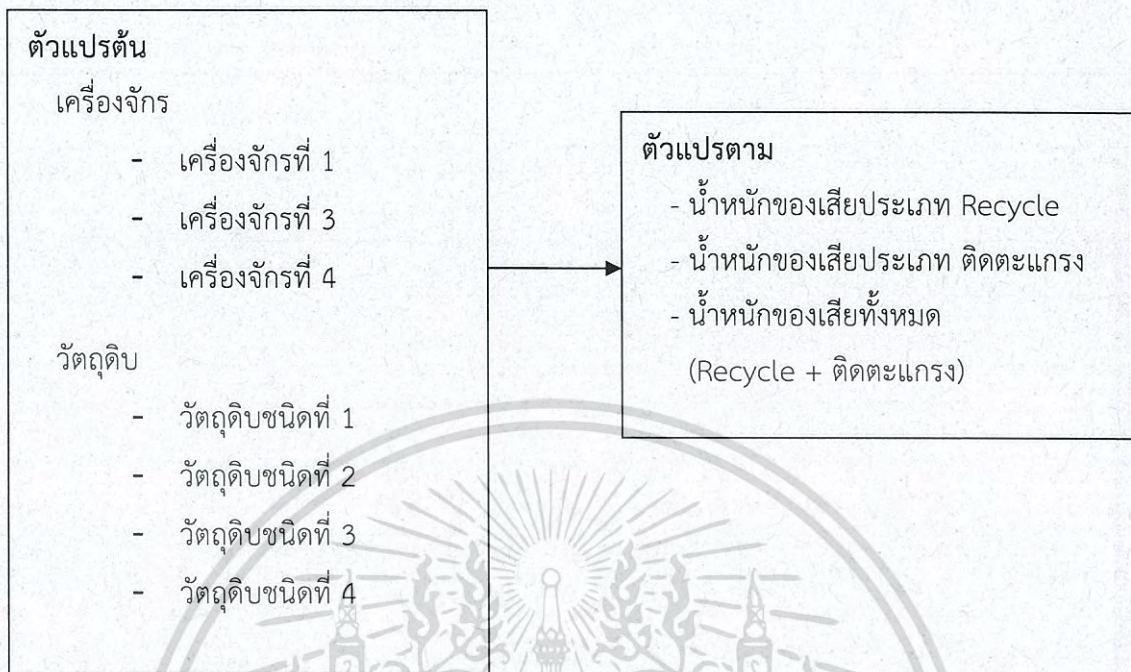 ตัวแปรต้น
เครื่องจักร
- เครื่องจักรที่ 1
- เครื่องจักรที่ 3
- เครื่องจักรที่ 4
วัตถุดิบ
- วัตถุดิบชนิดที่ 1
- วัตถุดิบชนิดที่ 2
- วัตถุดิบชนิดที่ 3
- วัตถุดิบชนิดที่ 4
ตัวแปรตาม
- น้ำหนักของเสียประเภท Recycle
- น้ำหนักของเสียประเภท ติดตะแกรง
- น้ำหนักของเสียทั้งหมด
(Recycle + ติดตะแกรง)